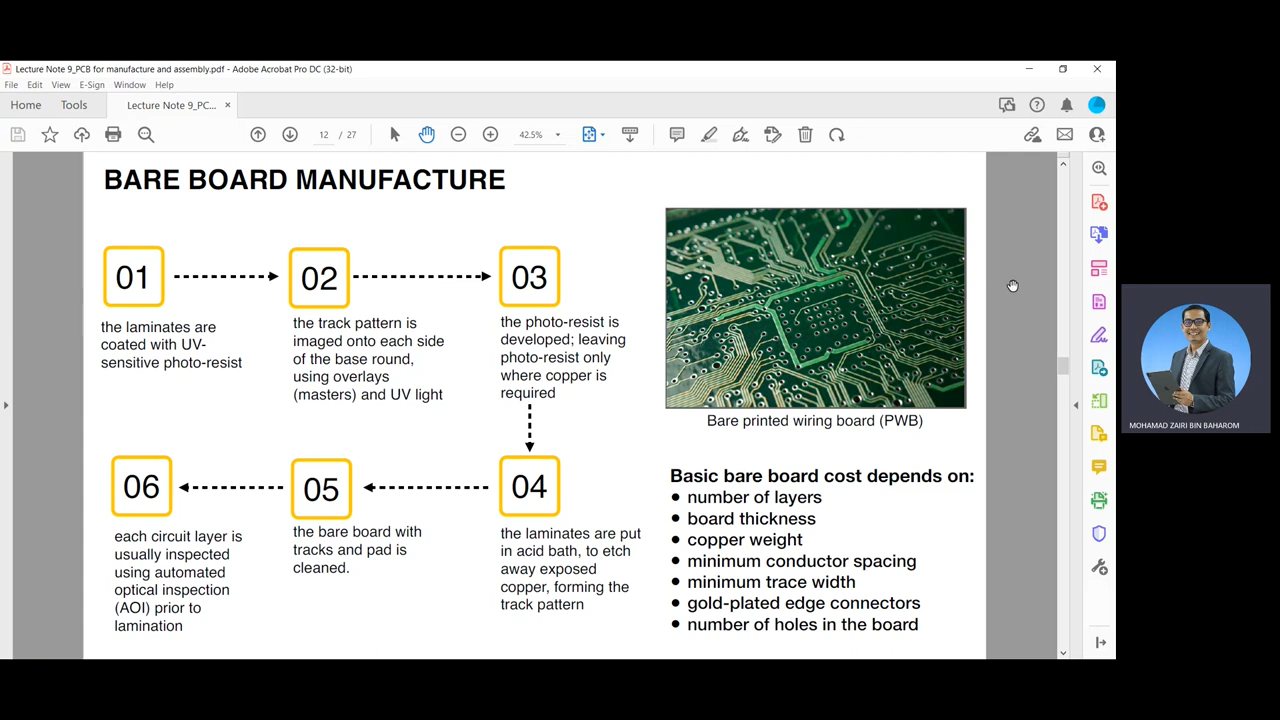 Lecture Note 9_PCB for manufacture and assembly.pdf - Adobe Acrobat Pro DC (32-bit)
File Edit View E-Sign Window Help
Home Tools Lecture Note 9_PC... ×
12 / 27 42.5%
BARE BOARD MANUFACTURE
01
the laminates are
coated with UV-
sensitive photo-resist
02
the track pattern is
imaged onto each side
of the base round,
using overlays
(masters) and UV light
03
the photo-resist is
developed; leaving
photo-resist only
where copper is
required
04
the laminates are put
in acid bath, to etch
away exposed
copper, forming the
track pattern
05
the bare board with
tracks and pad is
cleaned.
06
each circuit layer is
usually inspected
using automated
optical inspection
(AOI) prior to
lamination
Bare printed wiring board (PWB)
Basic bare board cost depends on:
• number of layers
• board thickness
• copper weight
• minimum conductor spacing
• minimum trace width
• gold-plated edge connectors
• number of holes in the board
MOHAMAD ZAIRI BIN BAHAROM